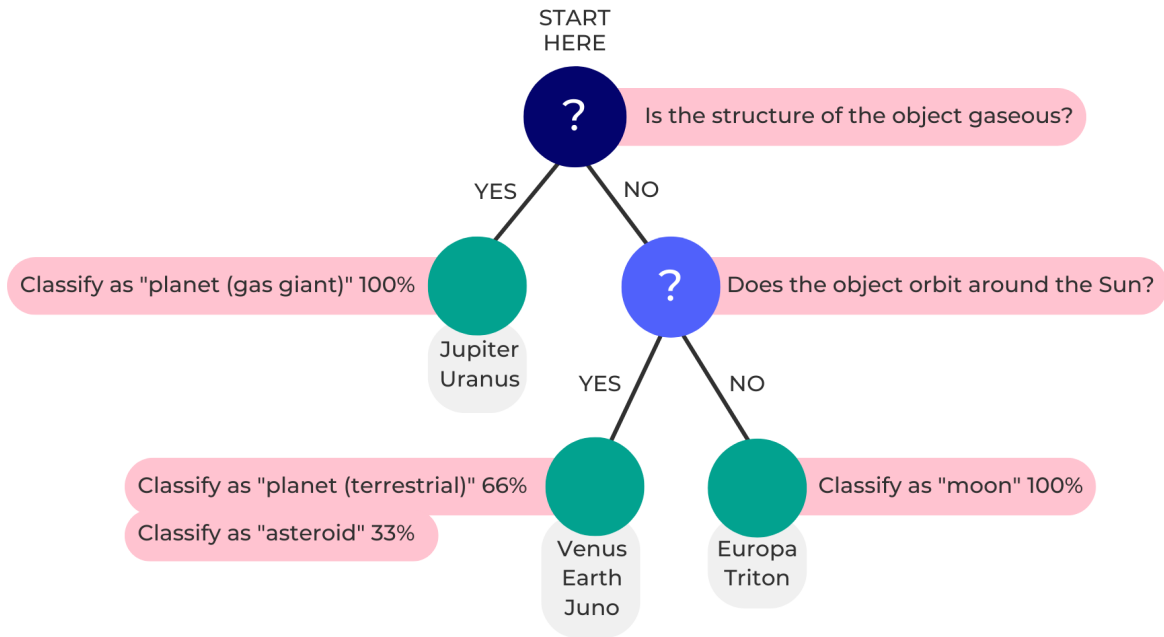 START
HERE
?
Is the structure of the object gaseous?
YES
NO
Classify as "planet (gas giant)" 100%
?
Does the object orbit around the Sun?
Jupiter
Uranus
YES
NO
Classify as "planet (terrestrial)" 66%
Classify as "asteroid" 33%
Classify as "moon" 100%
Venus
Earth
Juno
Europa
Triton